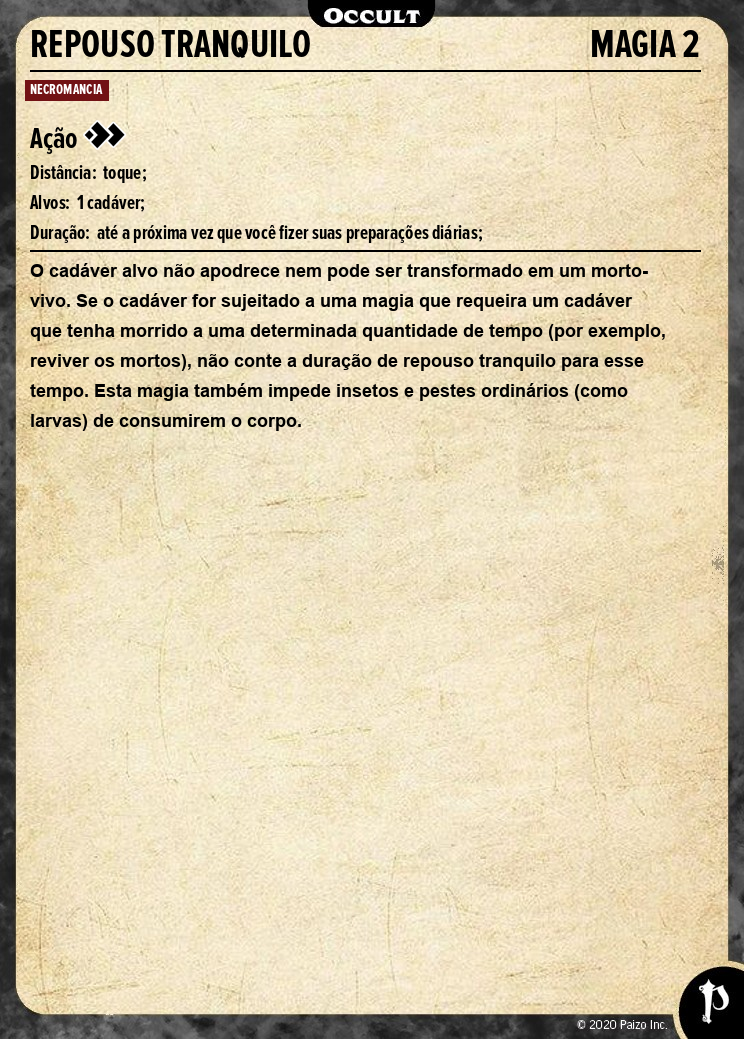 OCCULT
REPOUSO TRANQUILO MAGIA 2
NECROMANCIA
Ação
Distância: toque;
Alvos: 1 cadáver;
Duração: até a próxima vez que você fizer suas preparações diárias;
O cadáver alvo não apodrece nem pode ser transformado em um morto-
vivo. Se o cadáver for sujeitado a uma magia que requeira um cadáver
que tenha morrido a uma determinada quantidade de tempo (por exemplo,
reviver os mortos), não conte a duração de repouso tranquilo para esse
tempo. Esta magia também impede insetos e pestes ordinários (como
larvas) de consumirem o corpo.
© 2020 Paizo Inc.
P